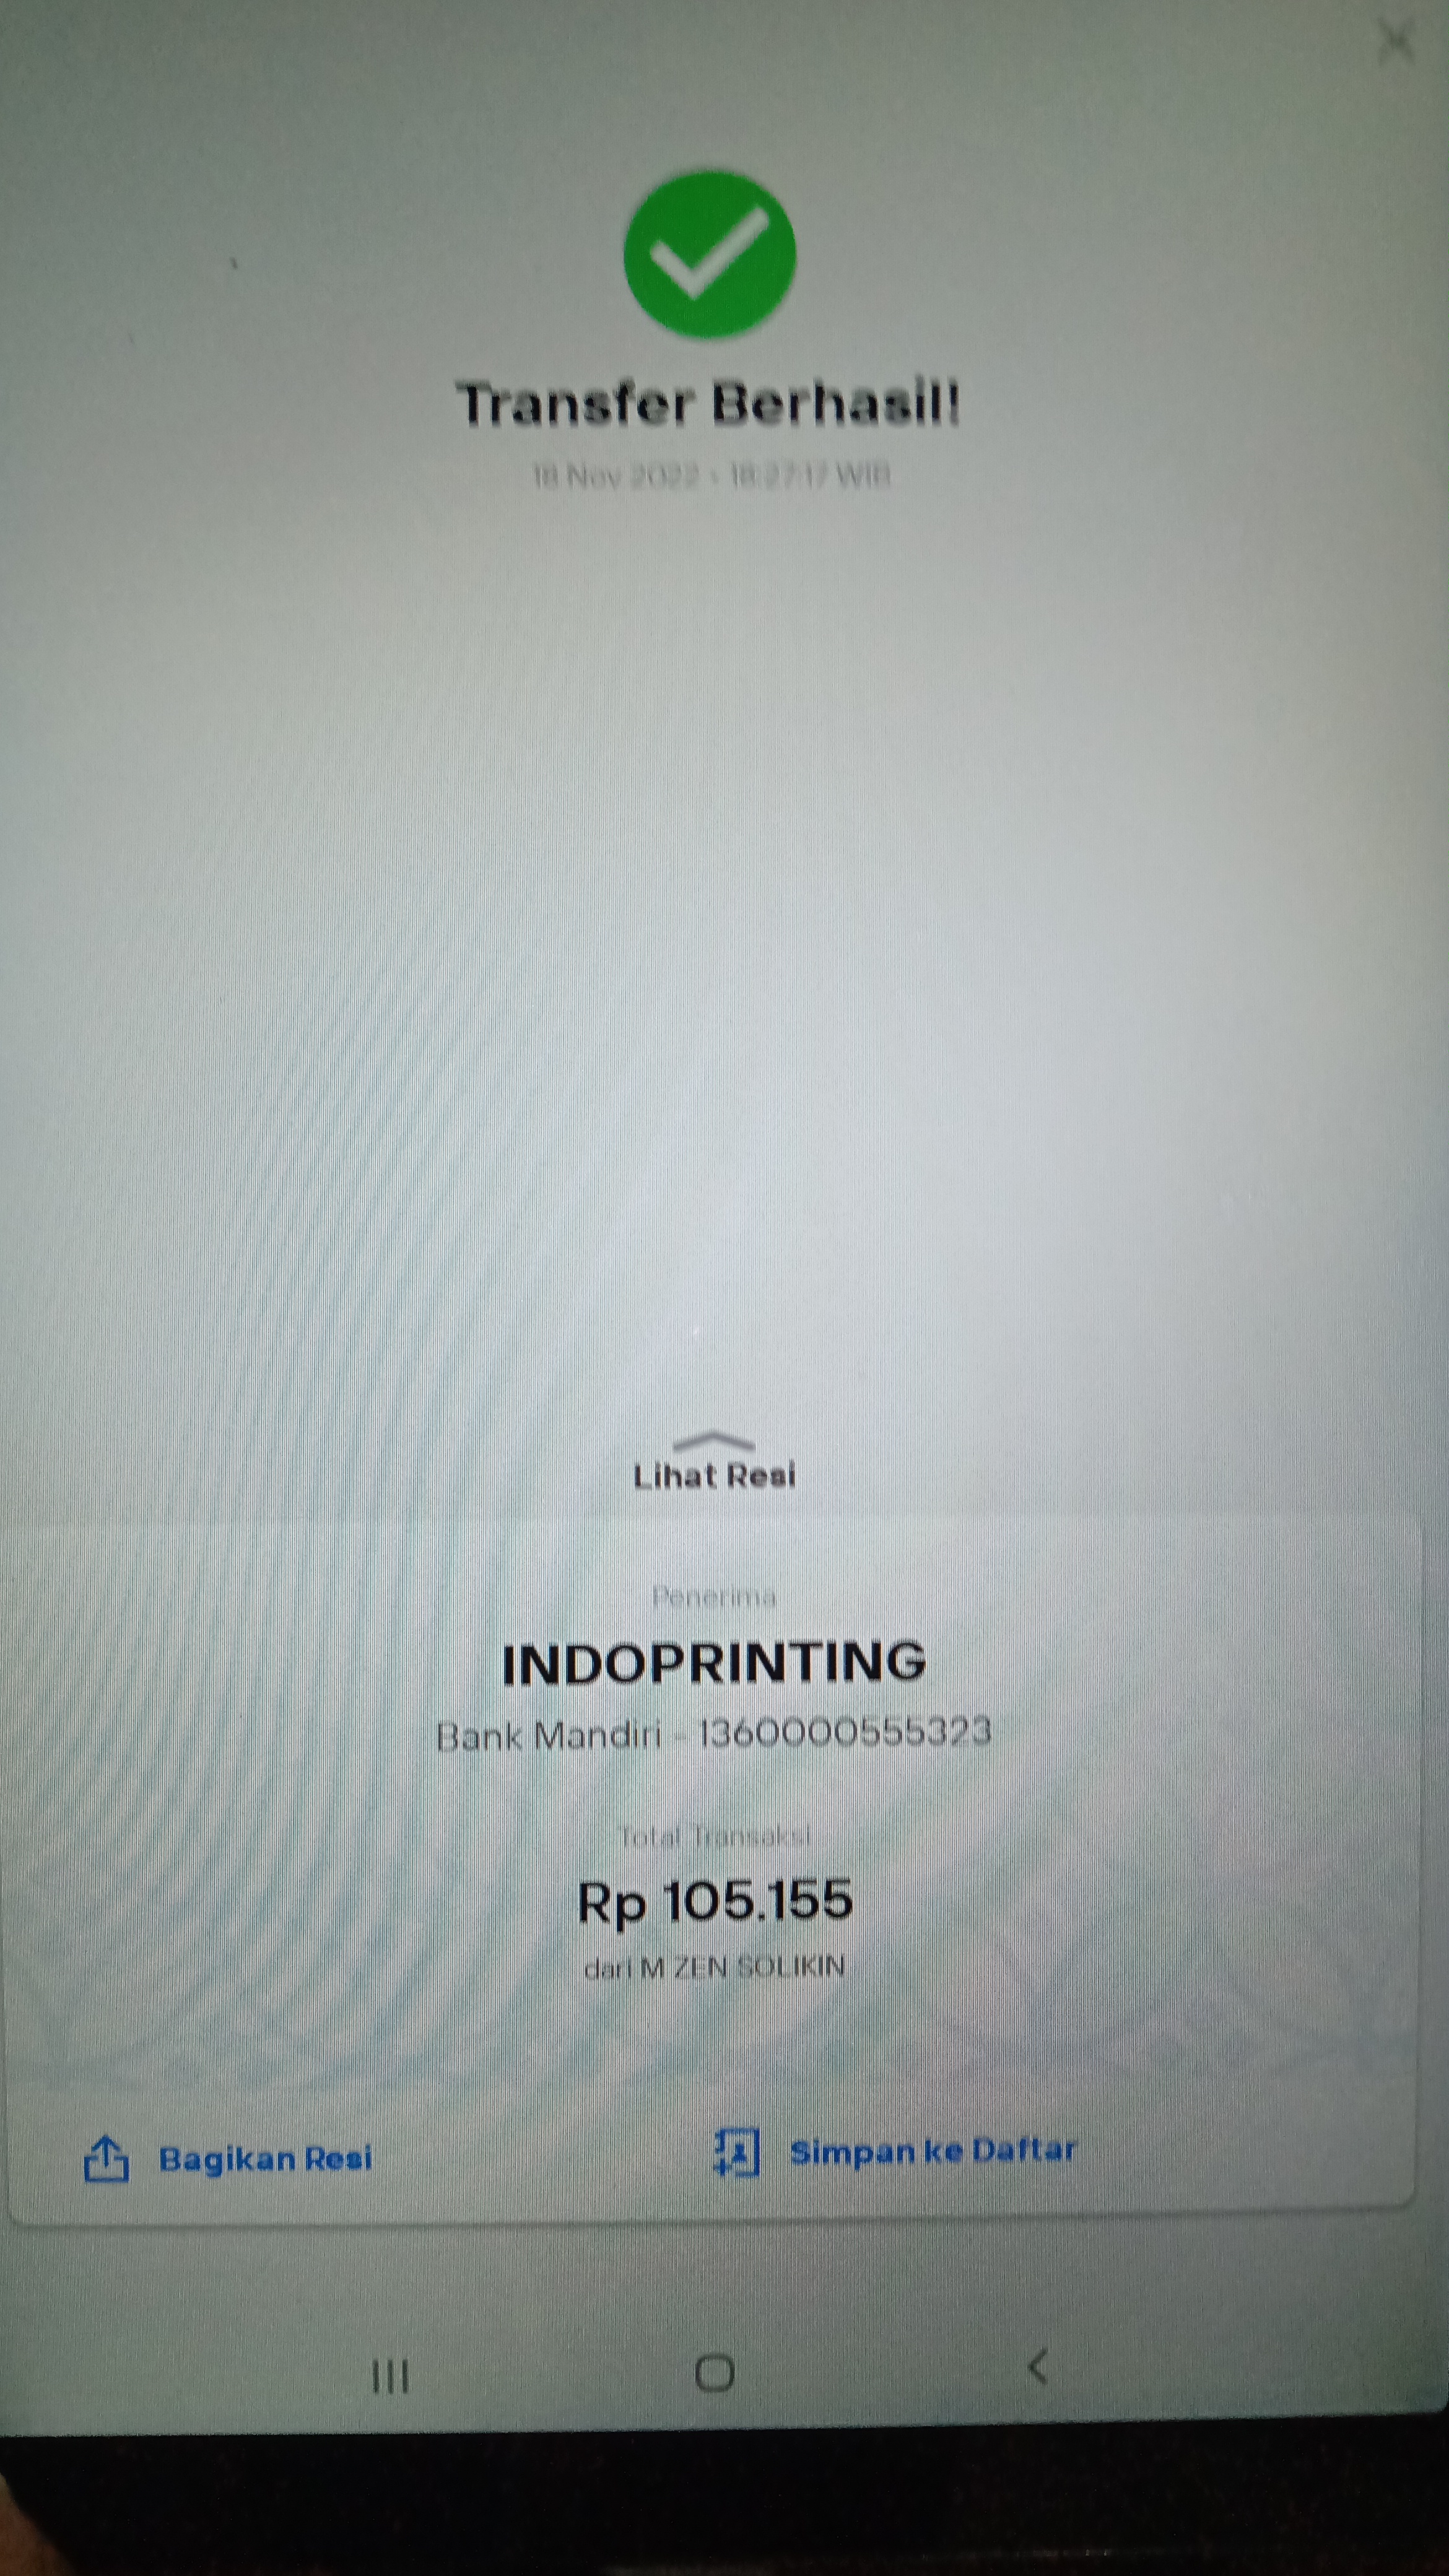 Transfer Berhasil!
18 Nov 2022 • 18:27:17 WIB
Lihat Resi
Penerima
INDOPRINTING
Bank Mandiri - 1360000555323
Total Transaksi
Rp 105.155
dari M ZEN SOLIKIN
Bagikan Resi
Simpan ke Daftar